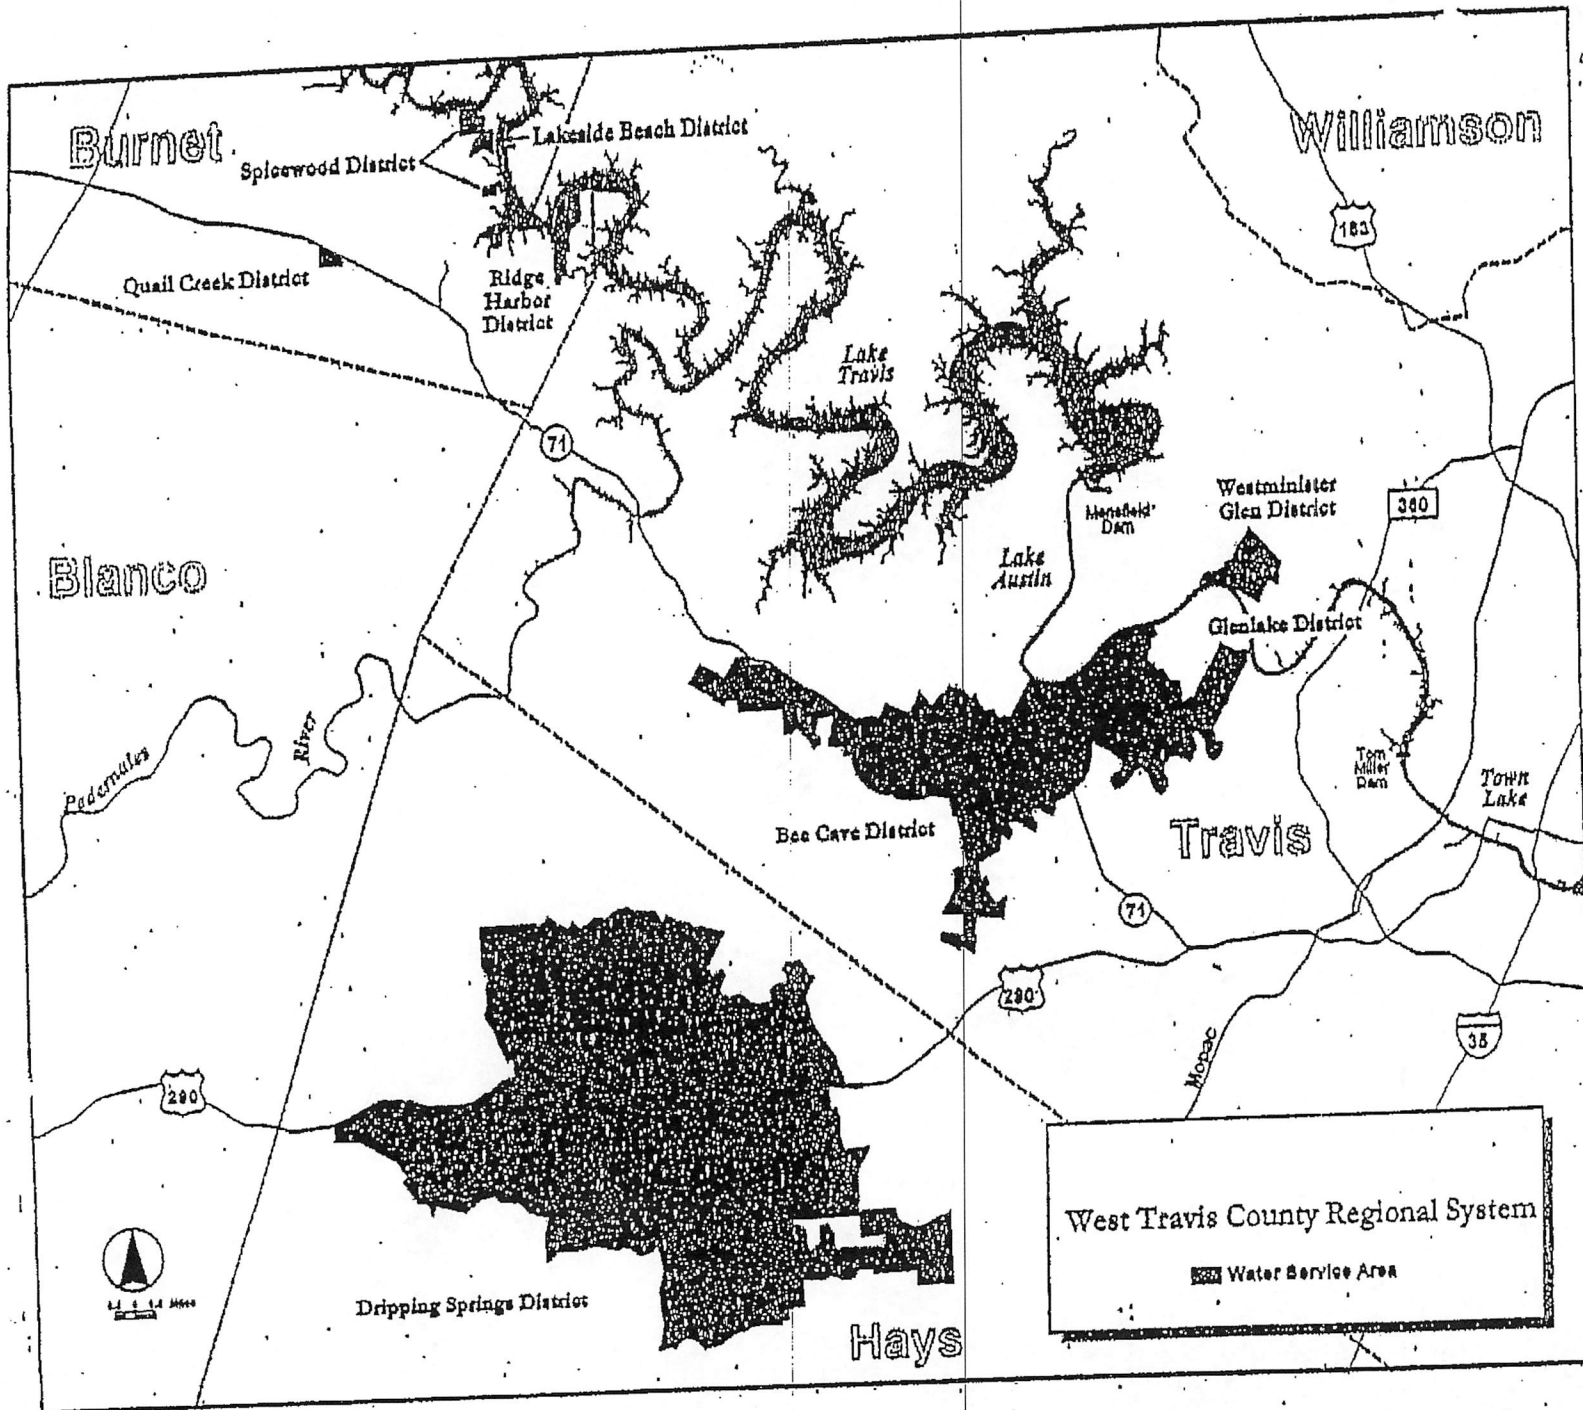 Burnet
Williamson
Lakeside Beach District
Spicewood District
183
Quail Creek District
Ridge
Harbor
District
Lake
Travis
71
Westminister
Glen District
360
Mansfield
Dam
Lake
Austin
Blanco
Glenlake District
Pedernales
River
Tom
Miller
Dam
Town
Lake
Bee Cave District
Travis
71
290
Mopac
35
290
West Travis County Regional System
Water Service Area
Miles
Dripping Springs District
Hays